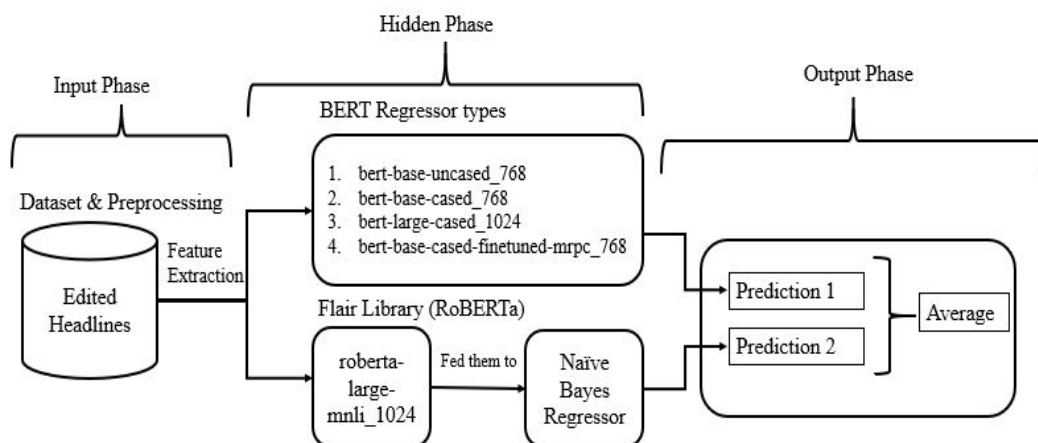 Hidden Phase
Input Phase
Output Phase
BERT Regressor types
1. bert-base-uncased_768
2. bert-base-cased_768
3. bert-large-cased_1024
4. bert-base-cased-finetuned-mrpc_768
Dataset & Preprocessing
Feature
Extraction
Edited
Headlines
Flair Library (RoBERTa)
roberta-
large-
mnli_1024
Fed them to
Naïve
Bayes
Regressor
Prediction 1
Prediction 2
Average